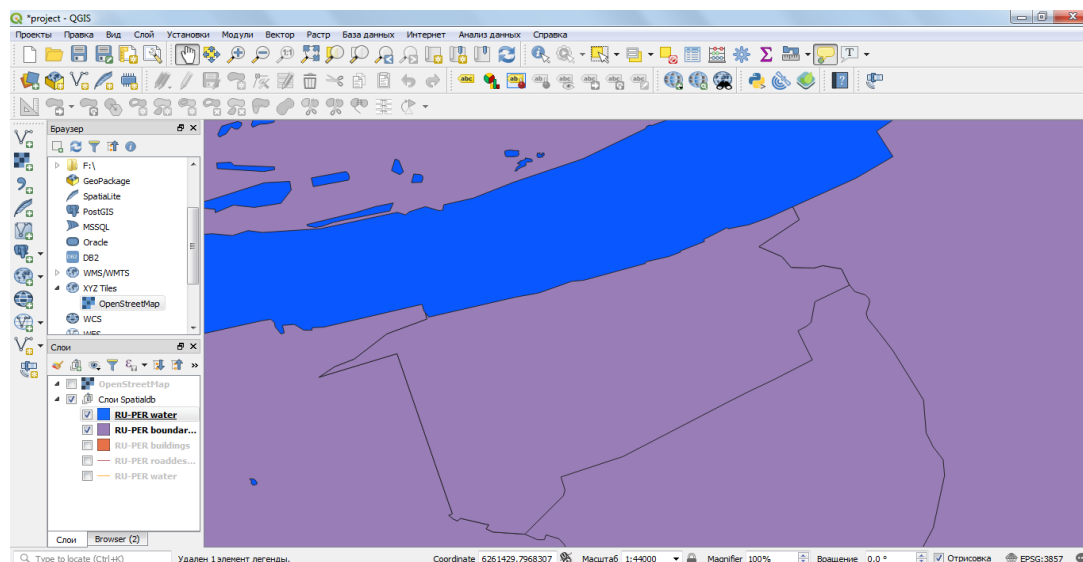 *project - QGIS
Проекты Правка Вид Слой Установки Модули Вектор Растр База данных Интернет Анализ данных Справка
Браузер
F:\
GeoPackage
SpatiaLite
PostGIS
MSSQL
Oracle
DB2
WMS/WMTS
XYZ Tiles
OpenStreetMap
WCS
WFS
Слои
OpenStreetMap
Слои Spatialdb
RU-PER water
RU-PER boundar...
RU-PER buildings
RU-PER roaddes...
RU-PER water
Слои Browser (2)
Type to locate (Ctrl+K) Удален 1 элемент легенды. Coordinate 6261429,7968307 Масштаб 1:44000 Magnifier 100% Вращение 0,0 ° Отрисовка EPSG:3857